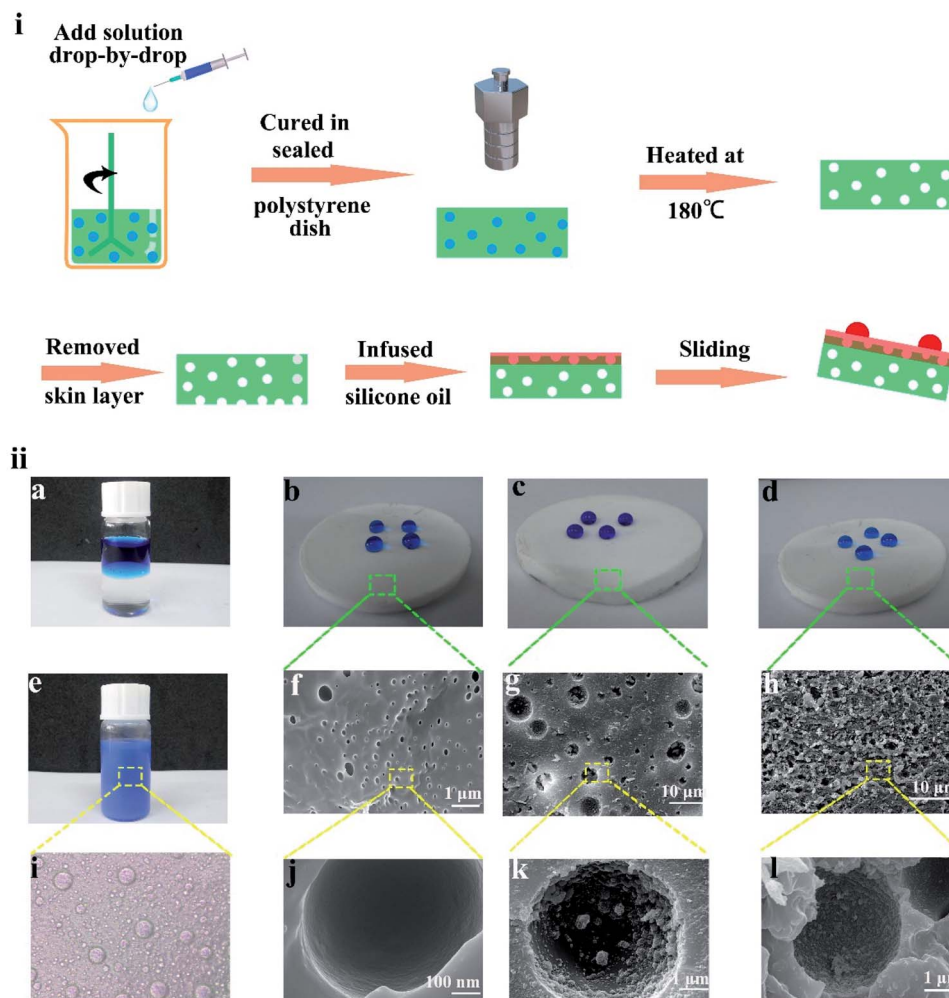 i
Add solution
drop-by-drop
Cured in
sealed
polystyrene
dish
Heated at
180℃
Removed
skin layer
Infused
silicone oil
Sliding
ii
a
b
c
d
e
f
1 μm
g
10 μm
h
10 μm
i
j
100 nm
k
1 μm
l
1 μm